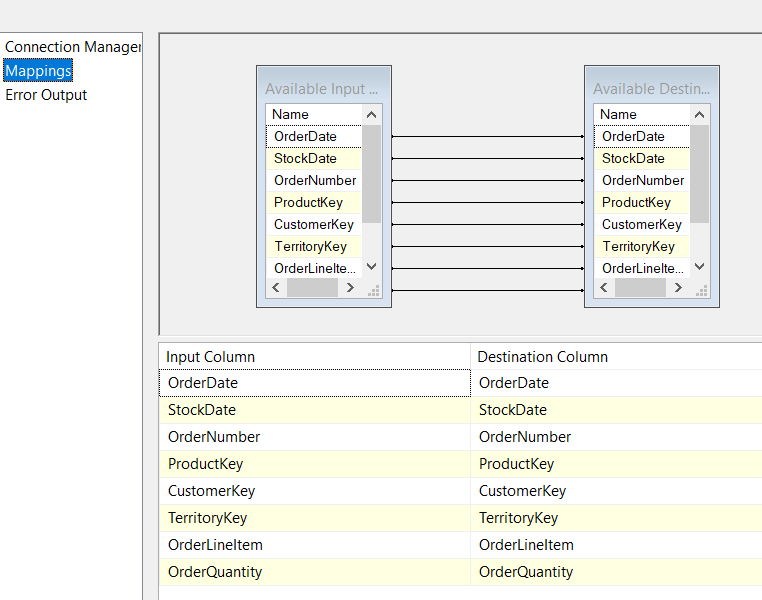 Connection Manager
Mappings
Error Output
Available Input ...
Name
OrderDate
StockDate
OrderNumber
ProductKey
CustomerKey
TerritoryKey
OrderLineIte...
Available Destin...
Name
OrderDate
StockDate
OrderNumber
ProductKey
CustomerKey
TerritoryKey
OrderLineIte...
Input Column Destination Column
OrderDate OrderDate
StockDate StockDate
OrderNumber OrderNumber
ProductKey ProductKey
CustomerKey CustomerKey
TerritoryKey TerritoryKey
OrderLineItem OrderLineItem
OrderQuantity OrderQuantity